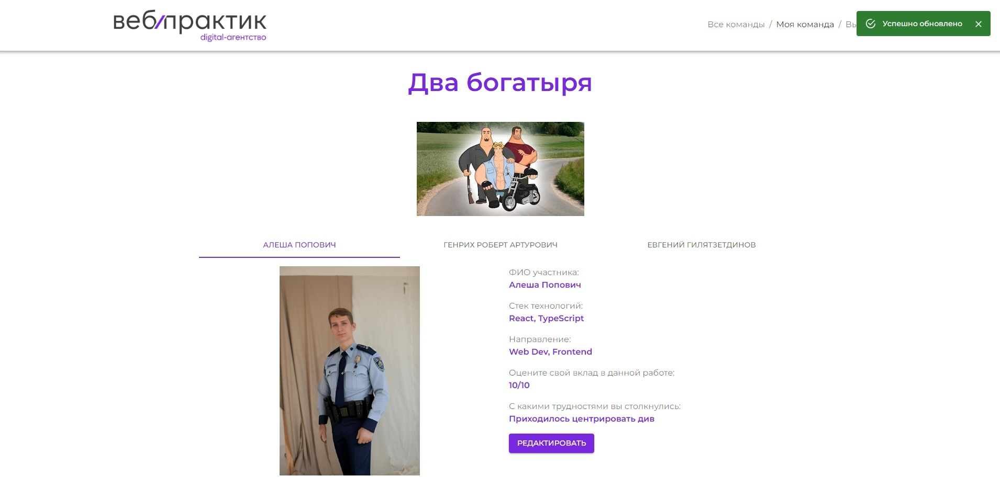 веб/практик
digital-агентство
Все команды / Моя команда / Вы
Успешно обновлено
Два богатыря
АЛЕША ПОПОВИЧ
ГЕНРИХ РОБЕРТ АРТУРОВИЧ
ЕВГЕНИЙ ГИЛЯТЗЕТДИНОВ
ФИО участника:
Алеша Попович
Стек технологий:
React, TypeScript
Направление:
Web Dev, Frontend
Оцените свой вклад в данной работе:
10/10
С какими трудностями вы столкнулись:
Приходилось центрировать див
РЕДАКТИРОВАТЬ